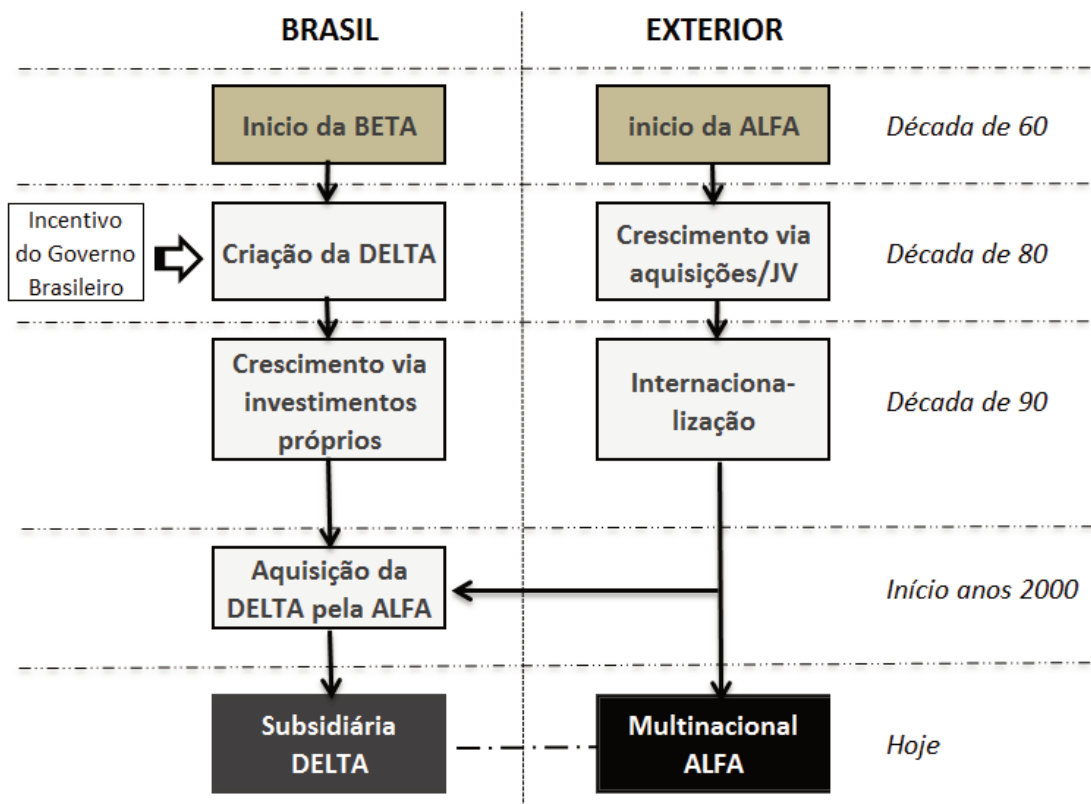 BRASIL
EXTERIOR
Inicio da BETA
inicio da ALFA
Década de 60
Incentivo
do Governo
Brasileiro
Criação da DELTA
Crescimento via
aquisições/JV
Década de 80
Crescimento via
investimentos
próprios
Internaciona-
lização
Década de 90
Aquisição da
DELTA pela ALFA
Início anos 2000
Subsidiária
DELTA
Multinacional
ALFA
Hoje